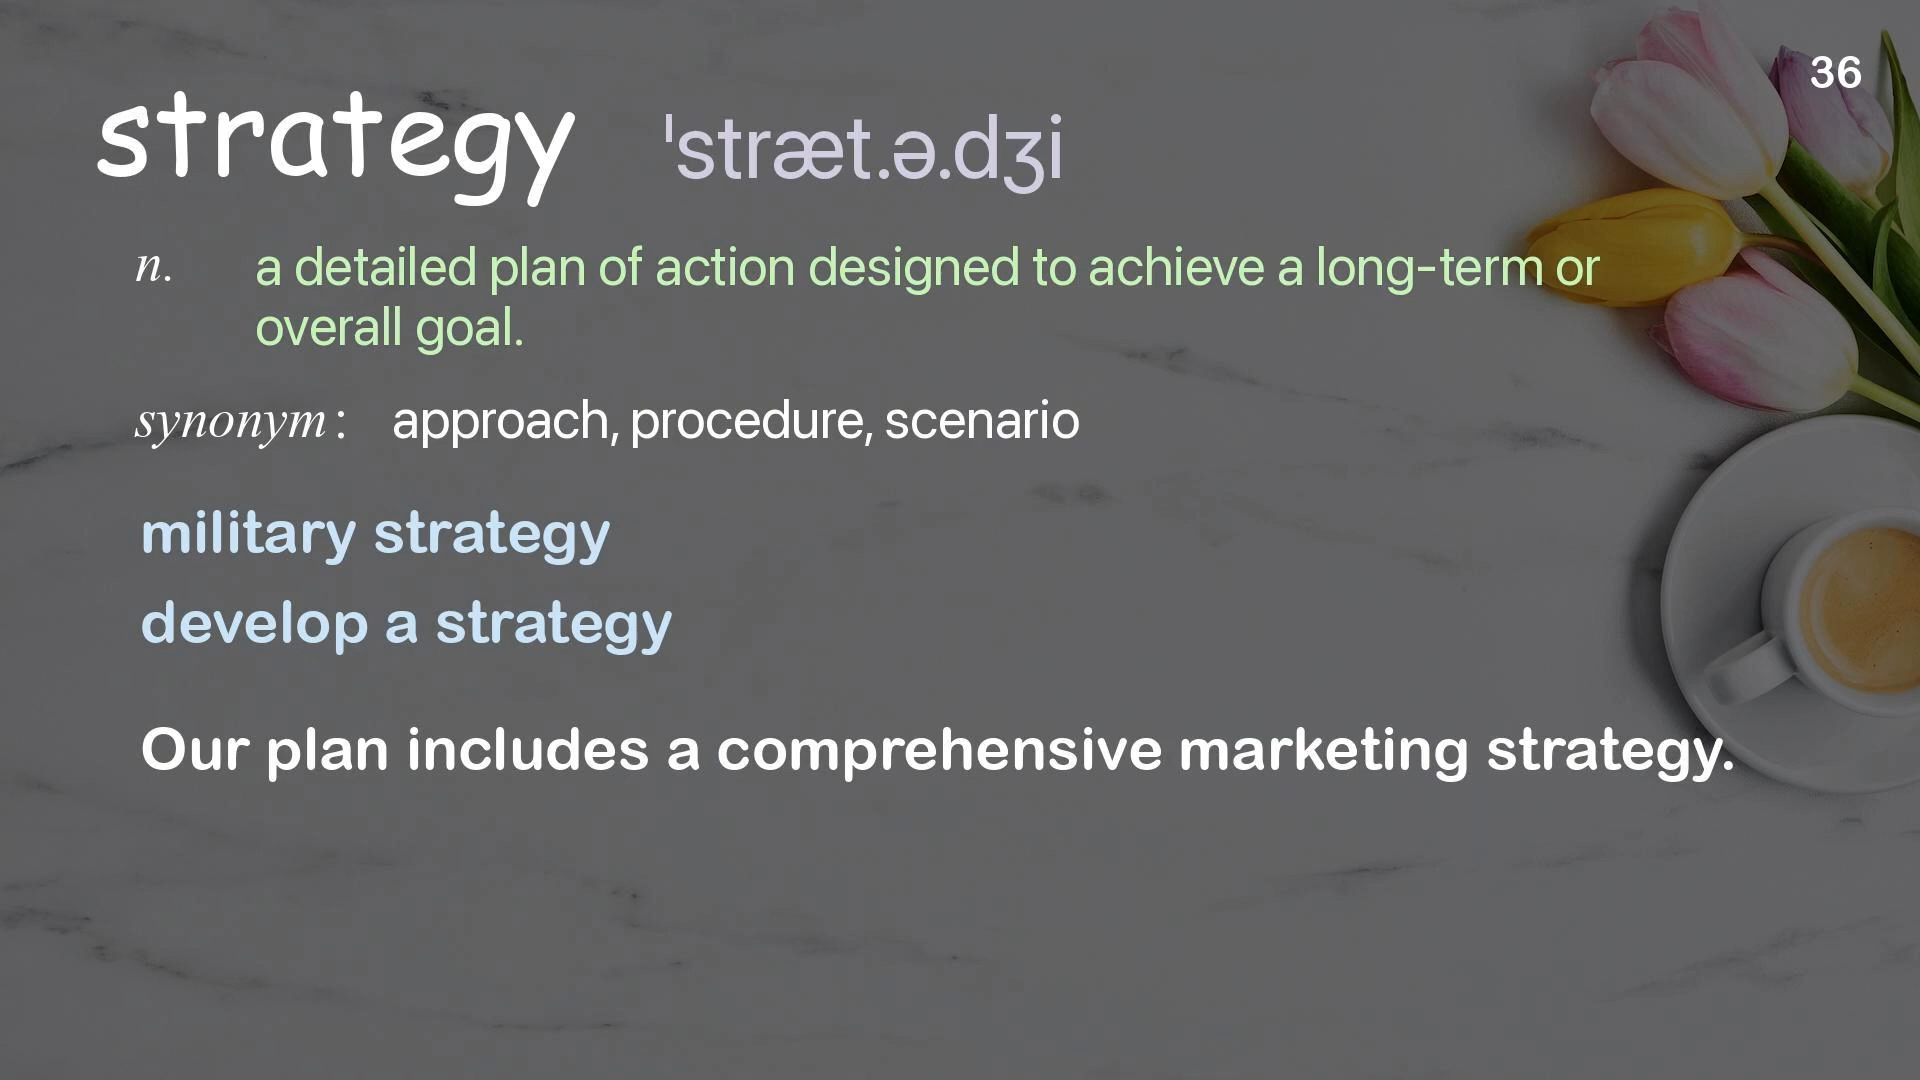 36
strategy ˈstræt.ə.dʒi
n. a detailed plan of action designed to achieve a long-term or
overall goal.
synonym: approach, procedure, scenario
military strategy
develop a strategy
Our plan includes a comprehensive marketing strategy.